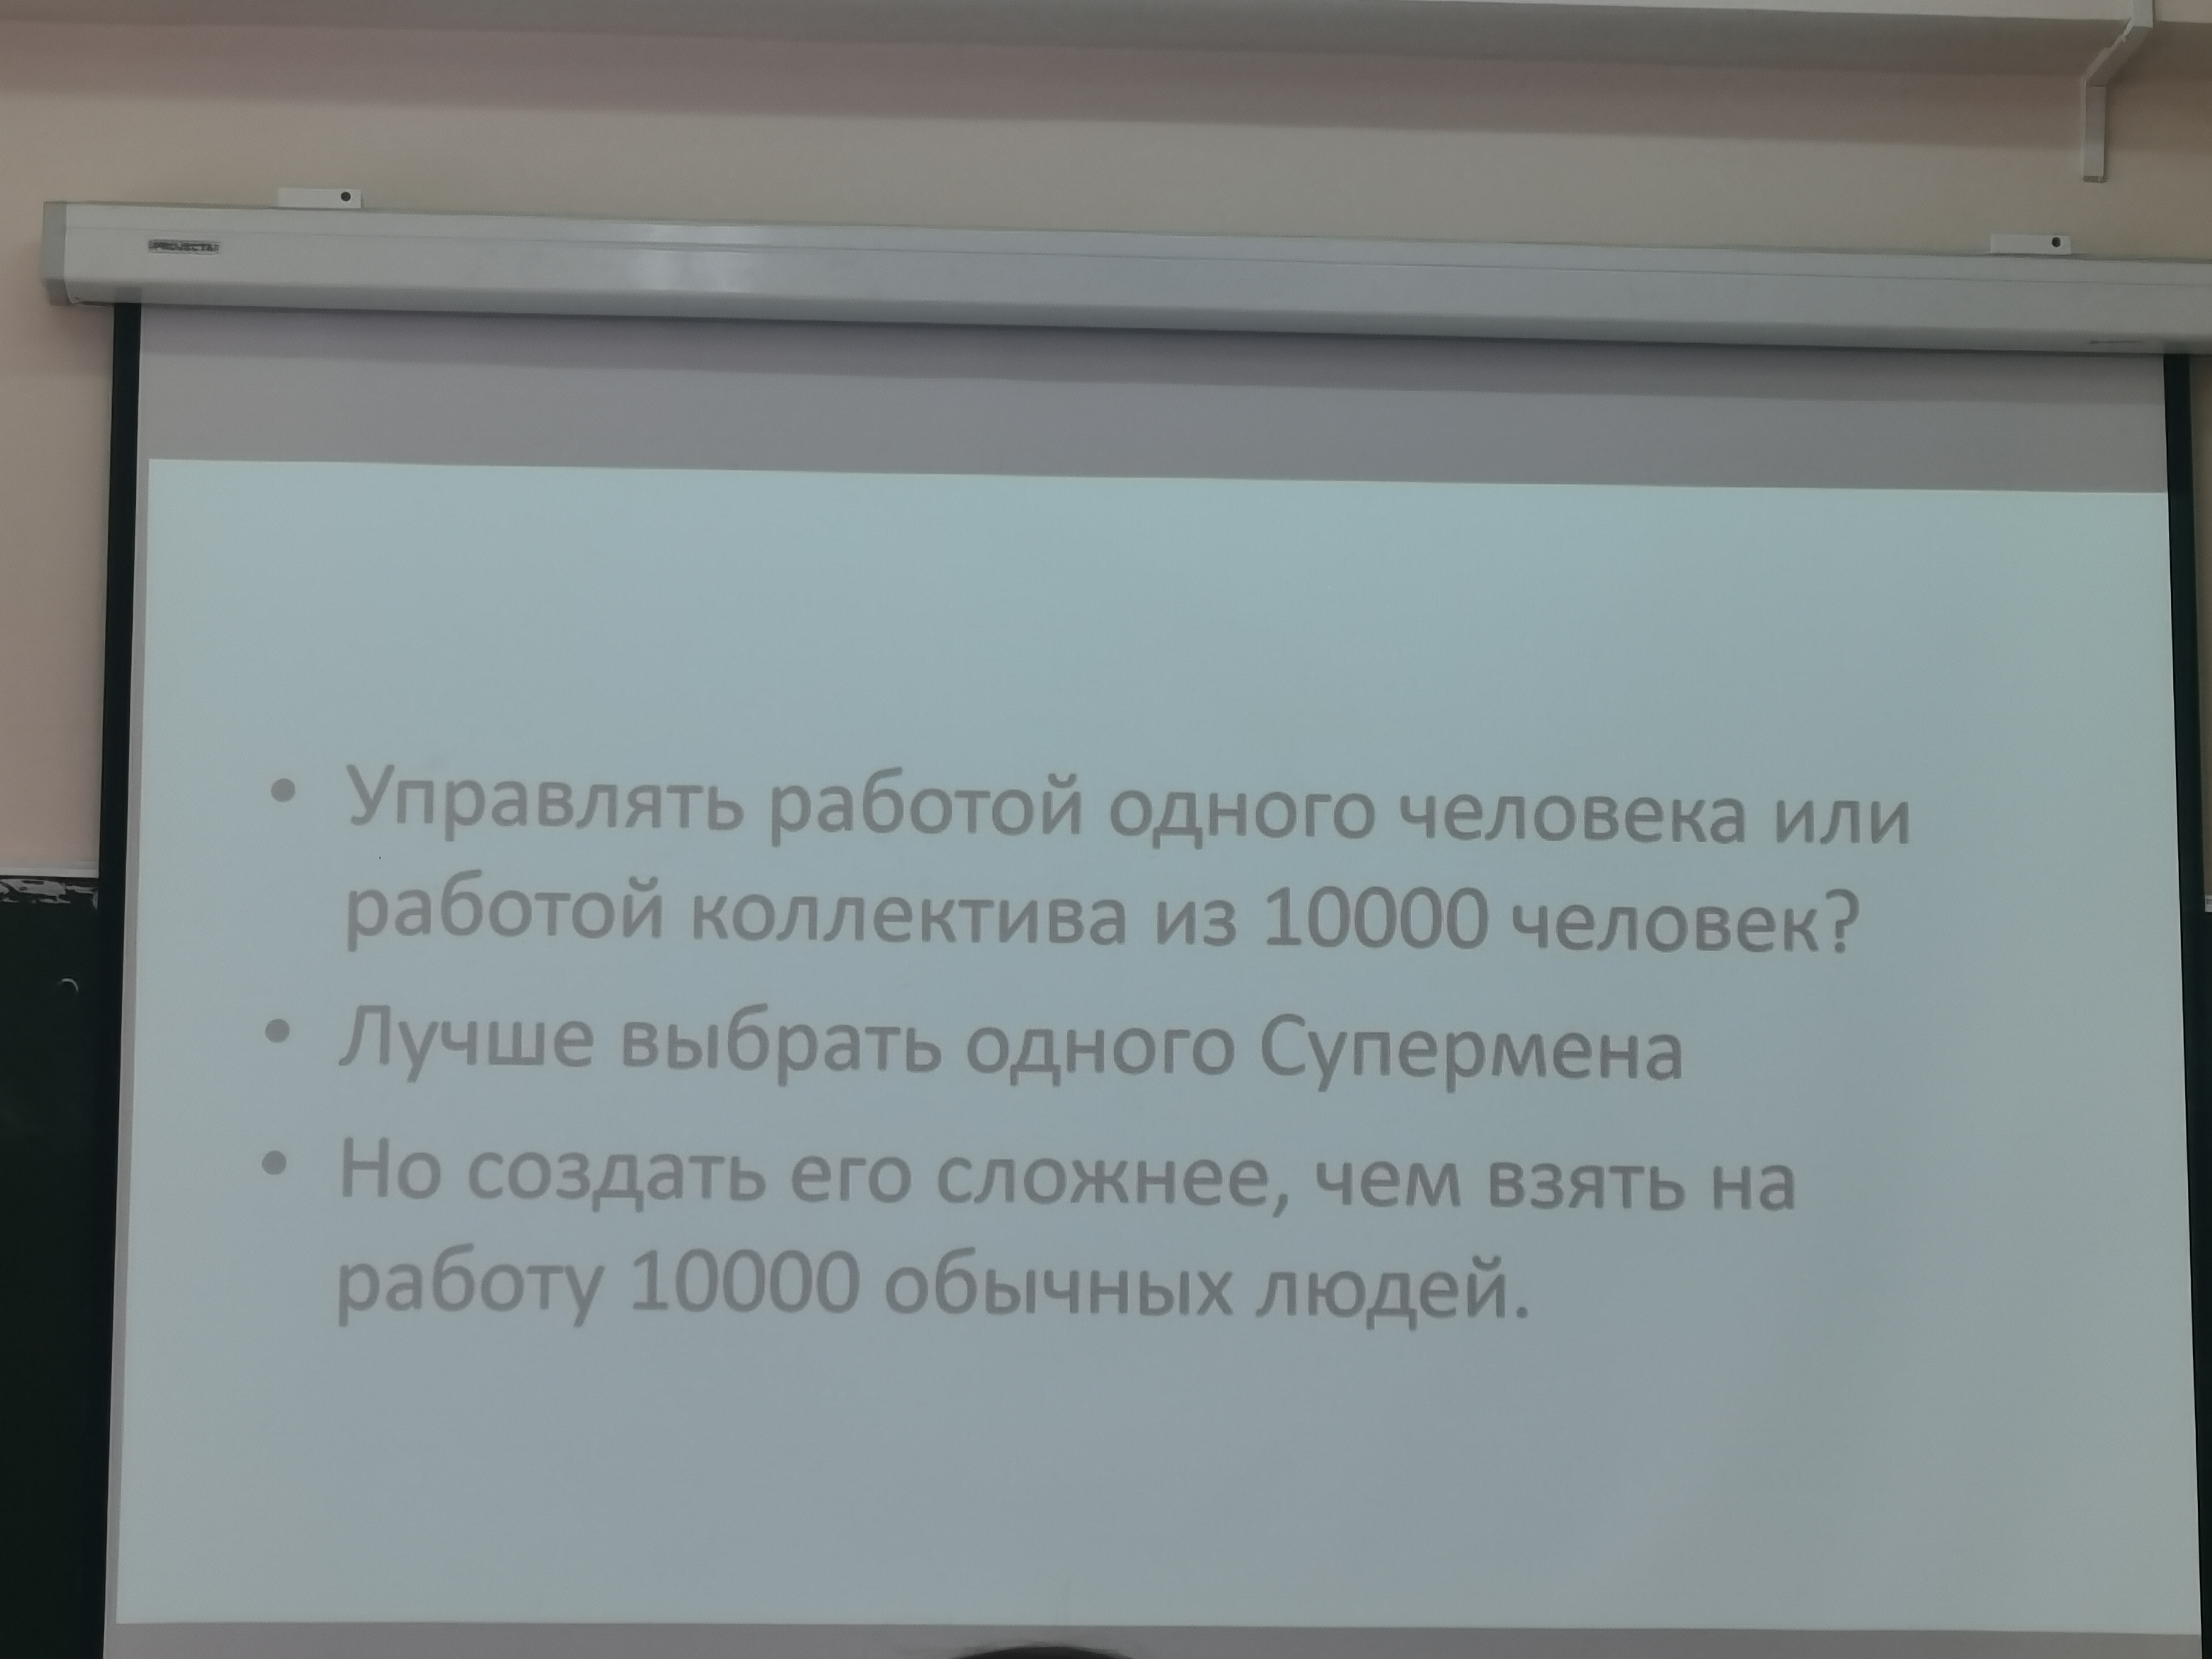 PROJECTA
• Управлять работой одного человека или
работой коллектива из 10000 человек?
• Лучше выбрать одного Супермена
• Но создать его сложнее, чем взять на
работу 10000 обычных людей.